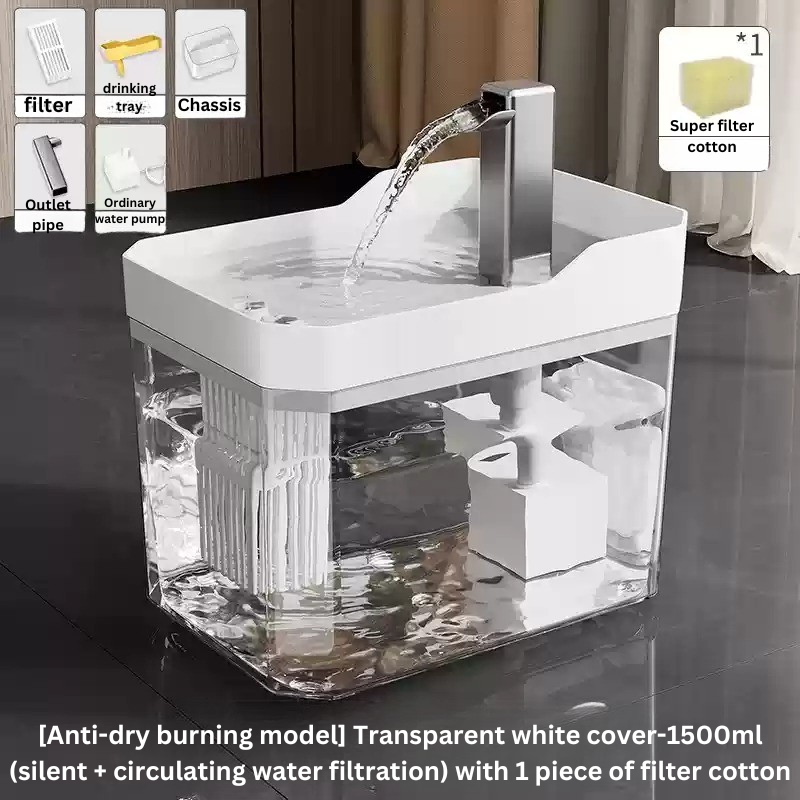 filter
drinking
tray
Chassis
Outlet
pipe
Ordinary
water pump
*1
Super filter
cotton
[Anti-dry burning model] Transparent white cover-1500ml
(silent + circulating water filtration) with 1 piece of filter cotton